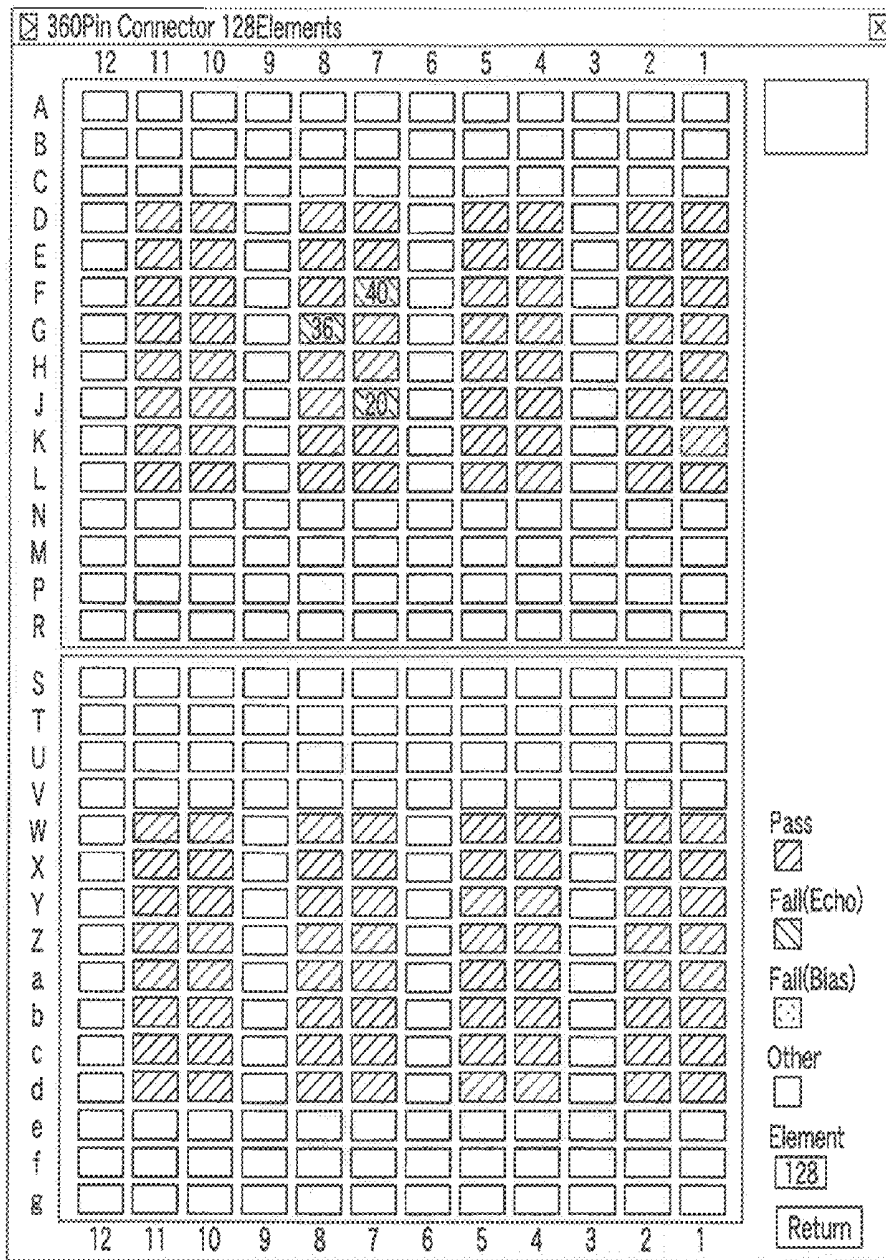 360Pin Connector 128Elements
12 11 10 9 8 7 6 5 4 3 2 1
A
B
C
D
E
F 40
G 36
H
J 20
K
L
N
M
P
R
S
T
U
V
W
X
Y
Z
a
b
c
d
e
f
g
12 11 10 9 8 7 6 5 4 3 2 1
Pass
Fail(Echo)
Fail(Bias)
Other
Element
128
Return